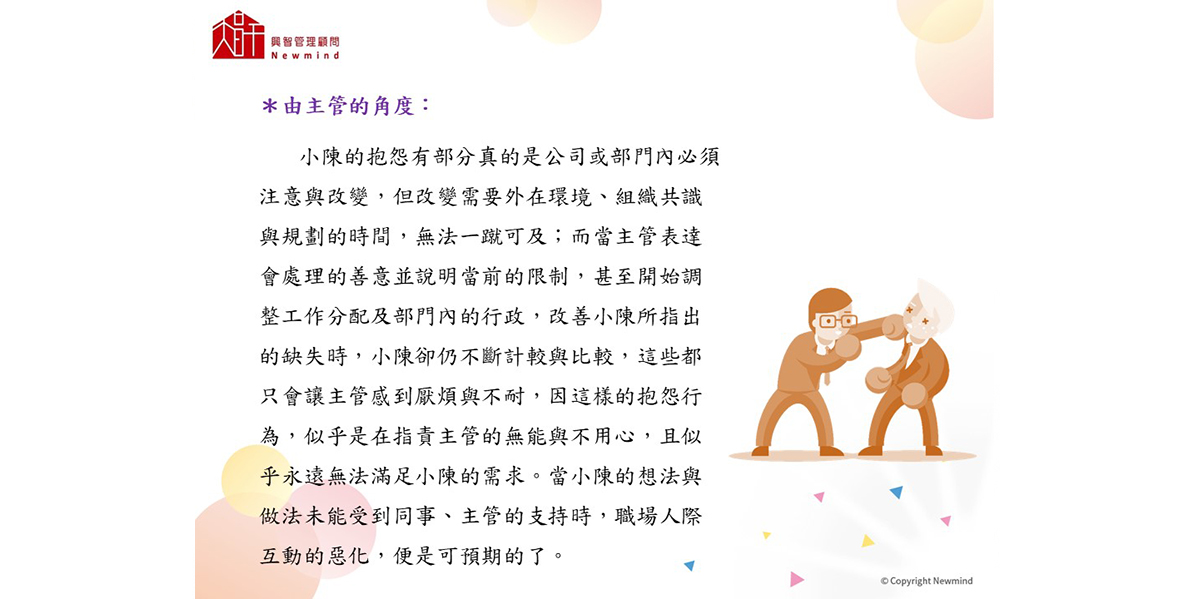 興智管理顧問
Newmind
＊由主管的角度：
小陳的抱怨有部分真的是公司或部門內必須
注意與改變，但改變需要外在環境、組織共識
與規劃的時間，無法一蹴可及；而當主管表達
會處理的善意並說明當前的限制，甚至開始調
整工作分配及部門內的行政，改善小陳所指出
的缺失時，小陳卻仍不斷計較與比較，這些都
只會讓主管感到厭煩與不耐，因這樣的抱怨行
為，似乎是在指責主管的無能與不用心，且似
乎永遠無法滿足小陳的需求。當小陳的想法與
做法未能受到同事、主管的支持時，職場人際
互動的惡化，便是可預期的了。
© Copyright Newmind